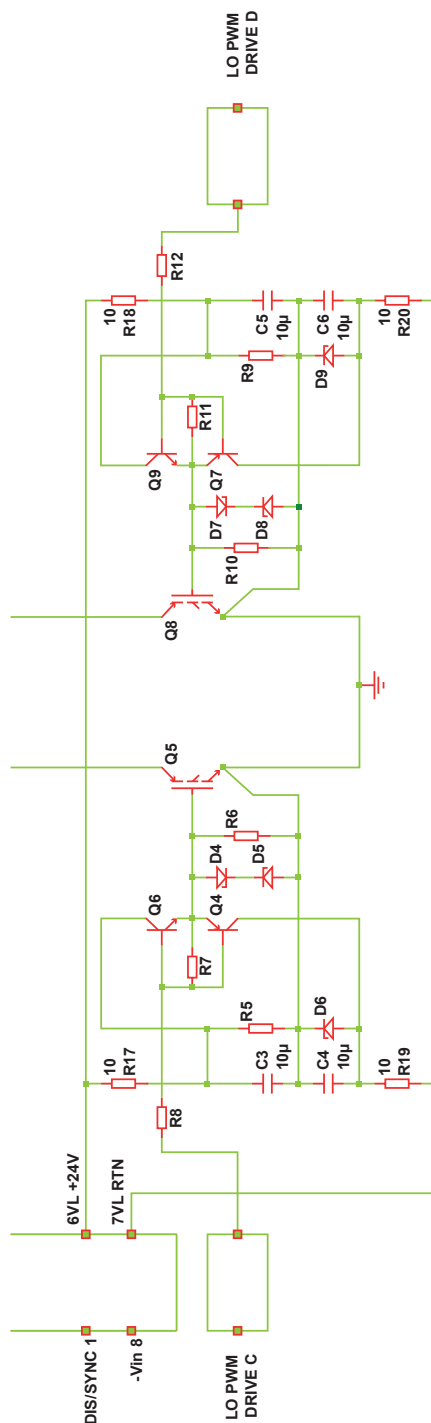 LO PWM
DRIVE D
R12
10
R18
C5
10µ
C6
10µ
10
R20
R9
D9
R11
Q9
Q7
D7
D8
R10
Q8
Q5
R6
D4
D5
Q6
Q4
R7
R5
D6
10
R17
C3
10µ
C4
10µ
10
R19
R8
6VL +24V
7VL RTN
DIS/SYNC 1
-Vin 8
LO PWM
DRIVE C